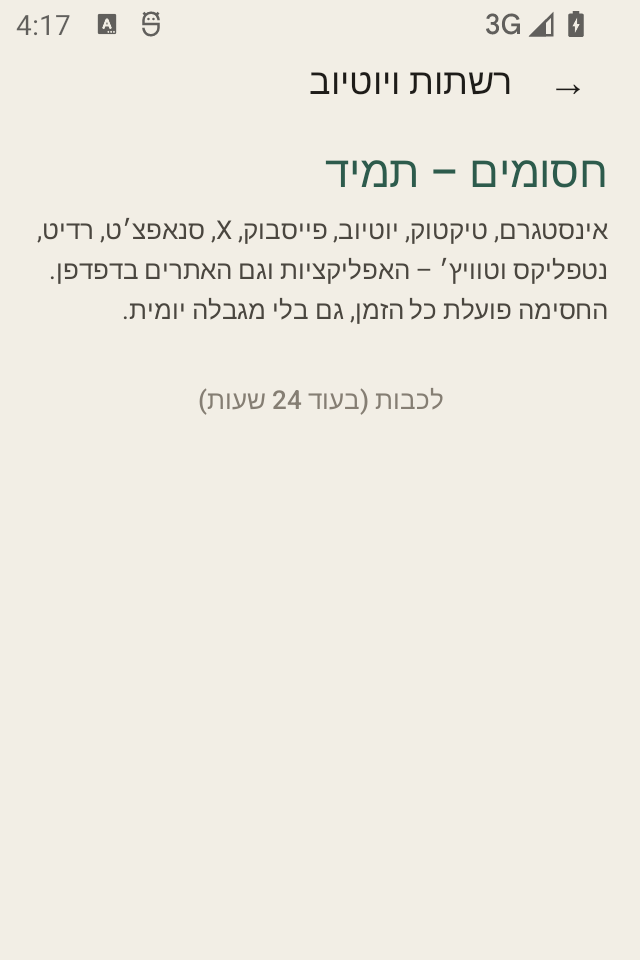 4:17
3G
→ רשתות ויוטיוב
חסומים – תמיד
אינסטגרם, טיקטוק, יוטיוב, פייסבוק, X, סנאפצ׳ט, רדיט,
נטפליקס וטוויץ׳ – האפליקציות וגם האתרים בדפדפן.
החסימה פועלת כל הזמן, גם בלי מגבלה יומית.
לכבות (בעוד 24 שעות)